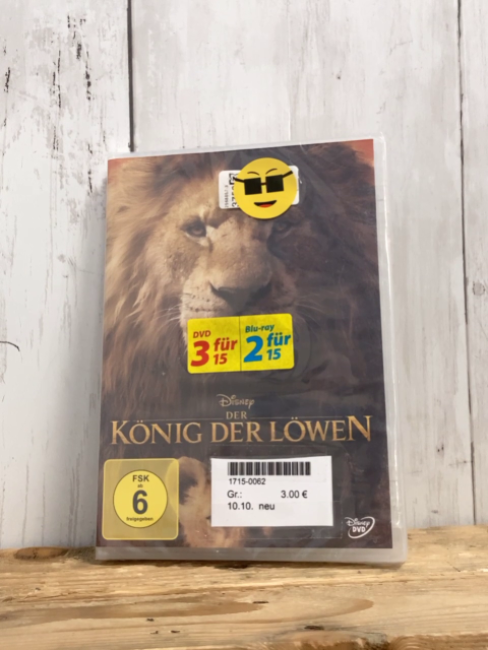 DVD
3 für
15
Blu-ray
2 für
15
Disney
DER
KÖNIG DER LÖWEN
FSK
ab
6
freigegeben
1715-0062
Gr.: 3.00 €
10.10. neu
Disney
DVD